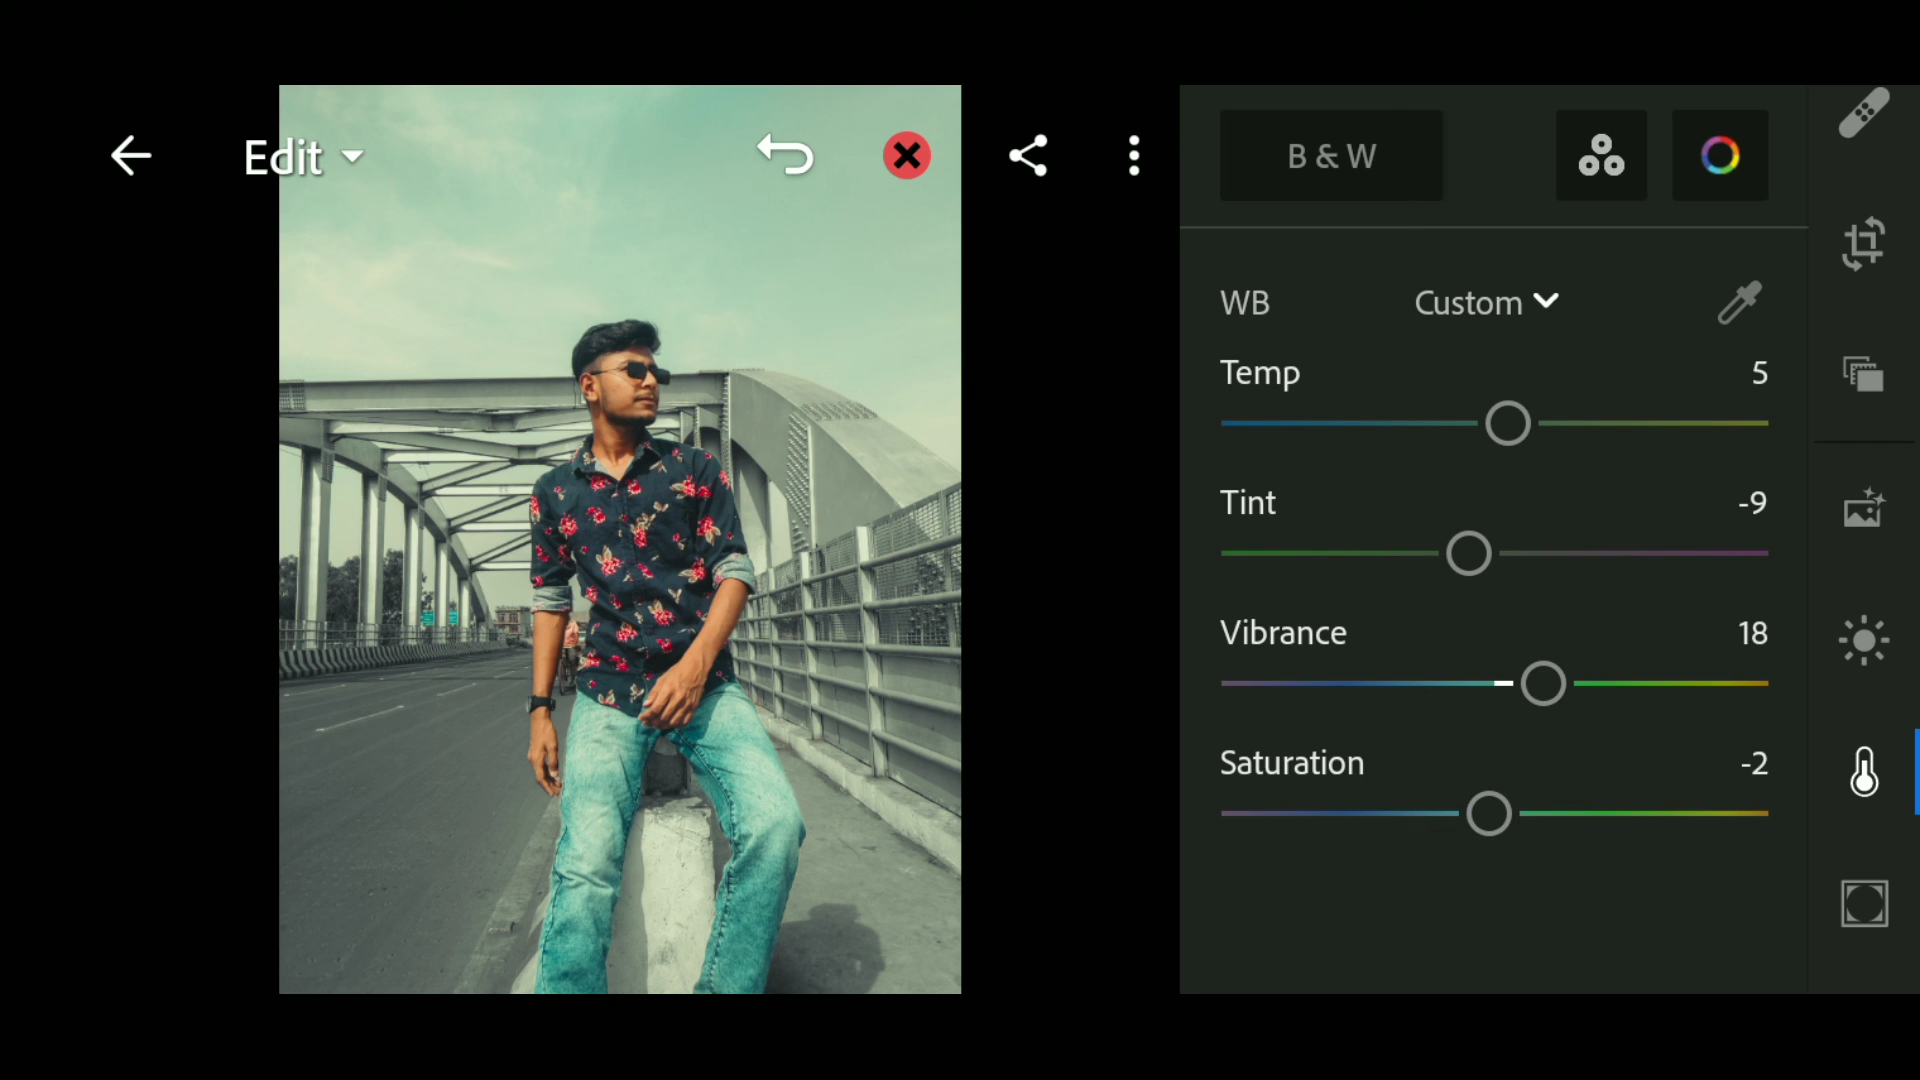 Edit
B & W
WB Custom
Temp 5
Tint -9
Vibrance 18
Saturation -2